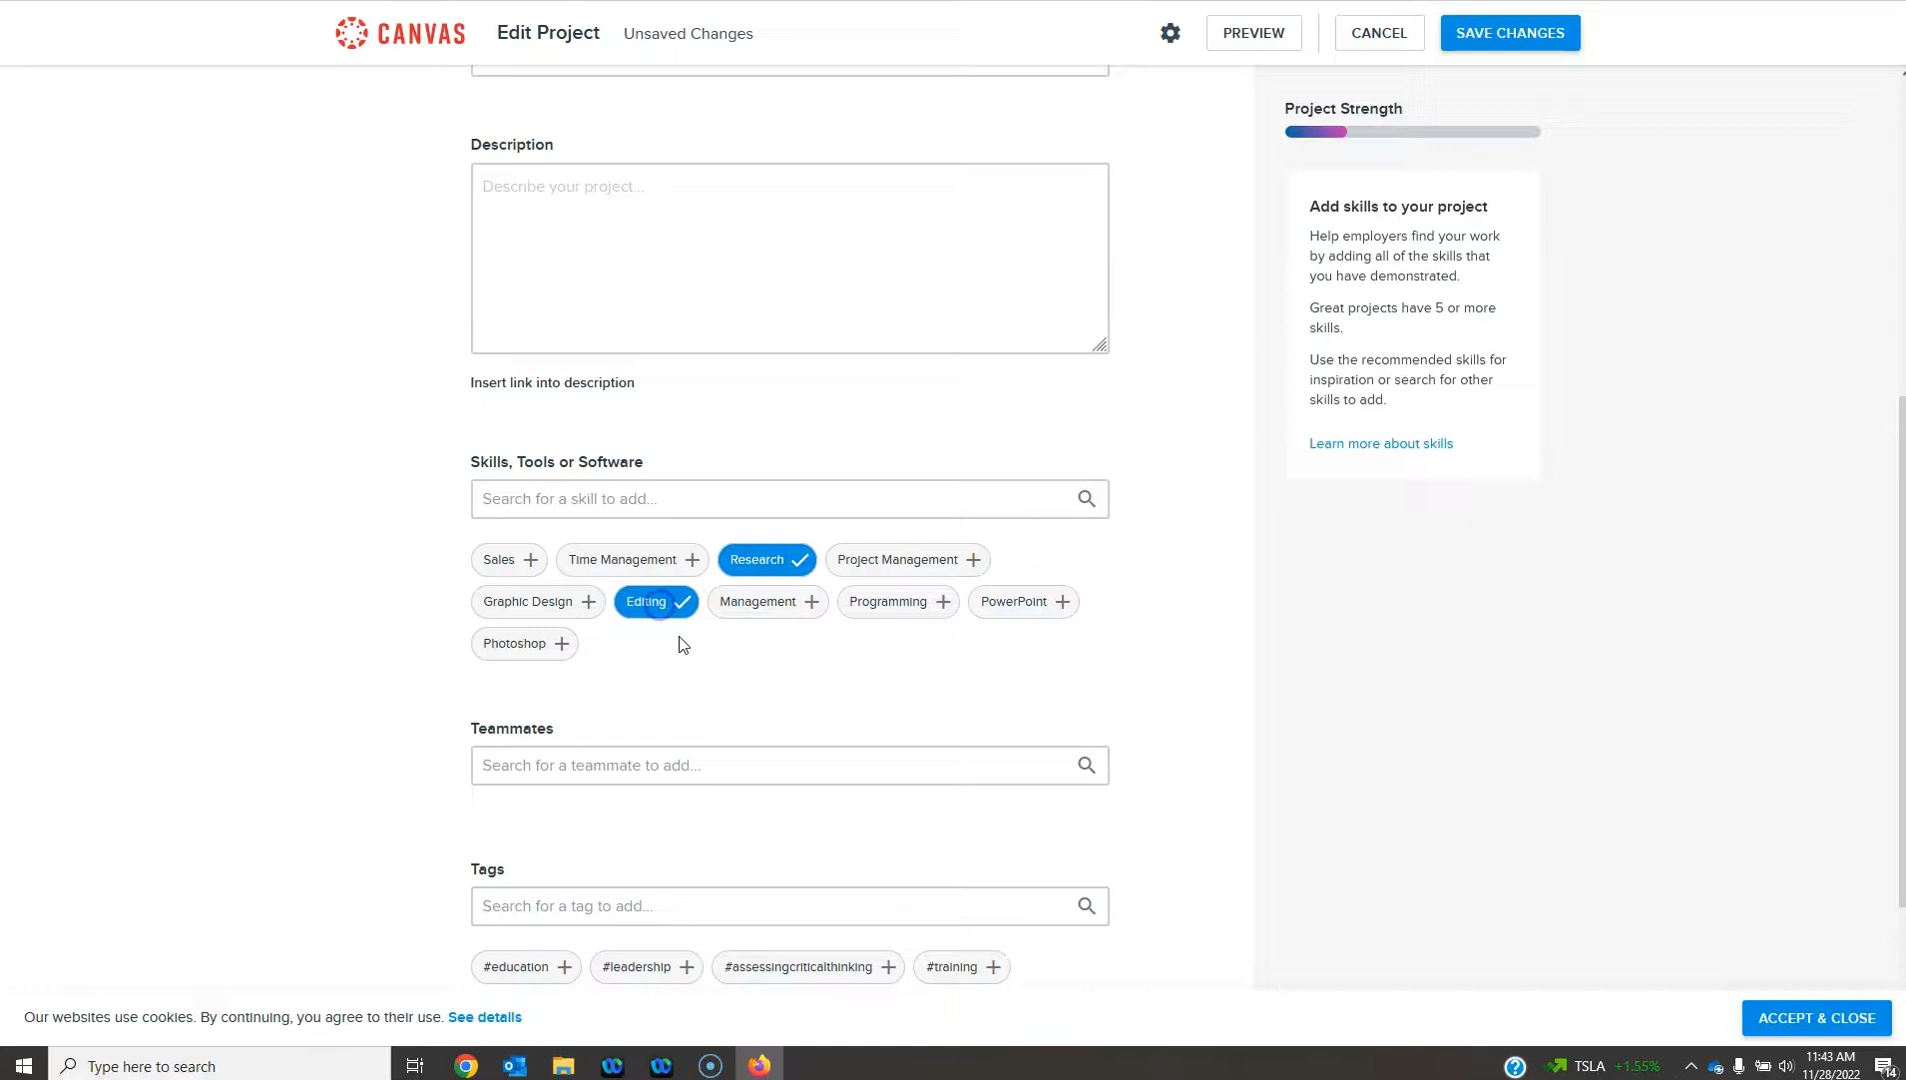 CANVAS Edit Project Unsaved Changes PREVIEW CANCEL SAVE CHANGES
Description
Describe your project...
Insert link into description
Skills, Tools or Software
Search for a skill to add...
Sales Time Management Research Project Management
Graphic Design Editing Management Programming PowerPoint
Photoshop
Teammates
Search for a teammate to add...
Tags
Search for a tag to add...
#education #leadership #assessingcriticalthinking #training
Project Strength
Add skills to your project
Help employers find your work
by adding all of the skills that
you have demonstrated.
Great projects have 5 or more
skills.
Use the recommended skills for
inspiration or search for other
skills to add.
Learn more about skills
Our websites use cookies. By continuing, you agree to their use. See details
ACCEPT & CLOSE
Type here to search
TSLA +1.55%
11:43 AM
11/28/2022
14